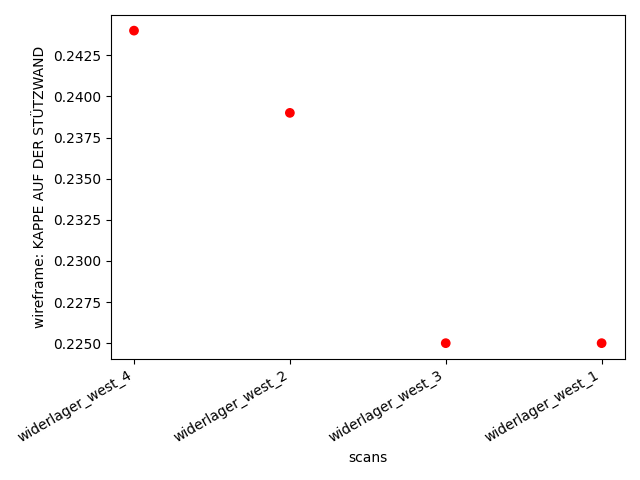 wireframe: KAPPE AUF DER STÜTZWAND
0.2425
0.2400
0.2375
0.2350
0.2325
0.2300
0.2275
0.2250
widerlager_west_4
widerlager_west_2
widerlager_west_3
widerlager_west_1
scans